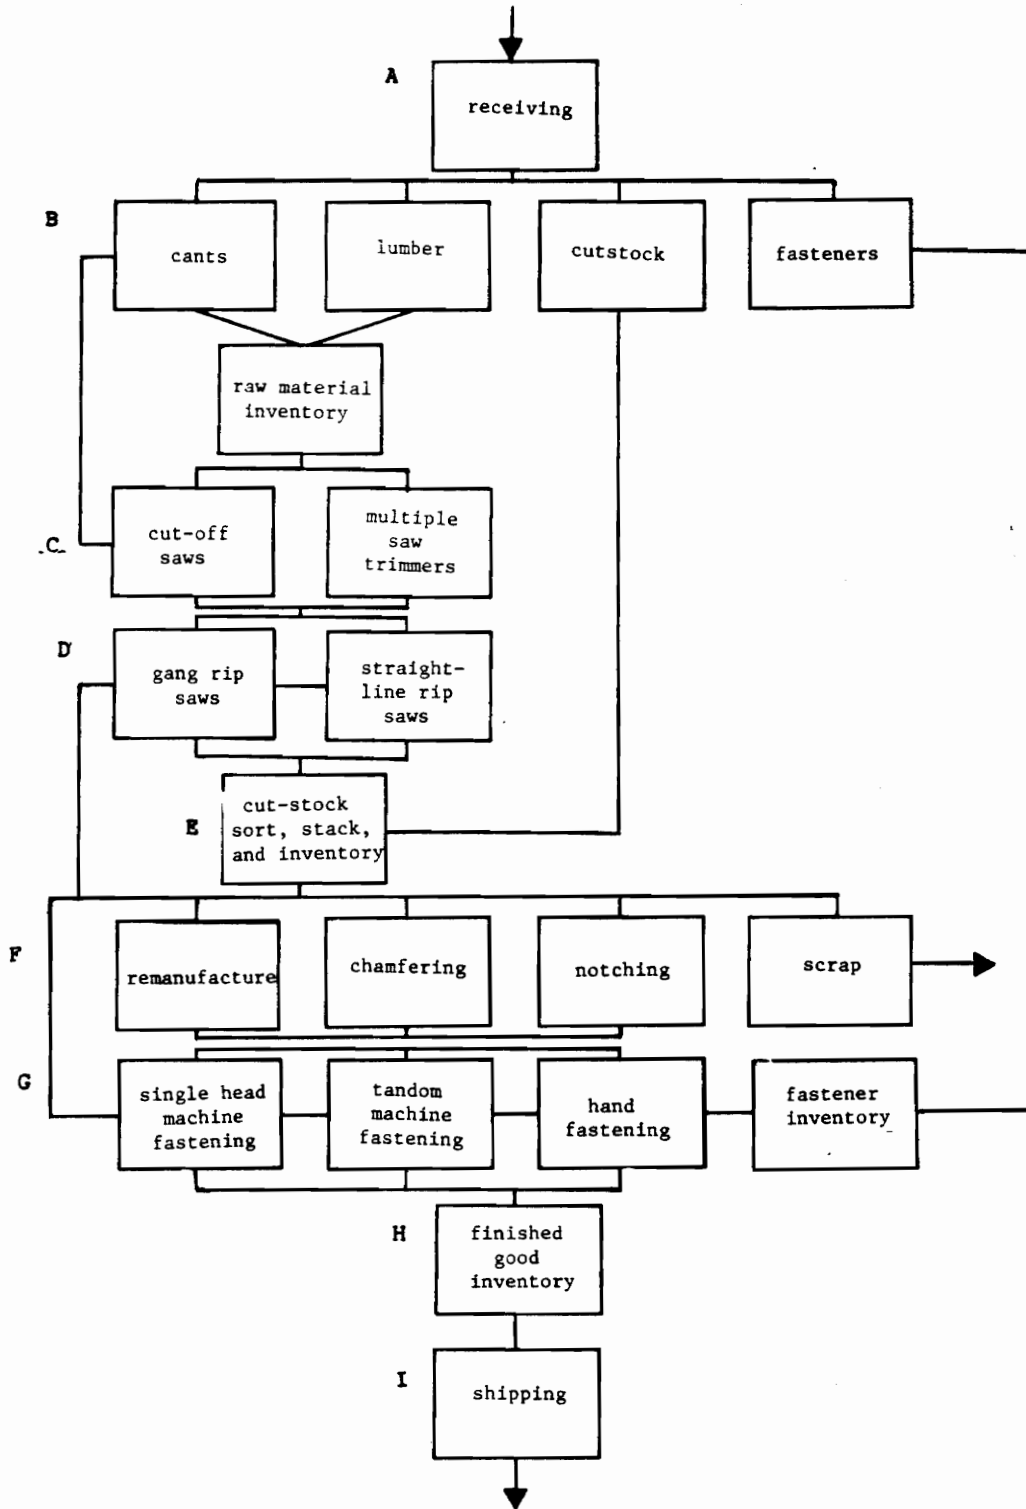 A
receiving
B
cants
lumber
cutstock
fasteners
raw material
inventory
C
cut-off
saws
multiple
saw
trimmers
D
gang rip
saws
straight-
line rip
saws
E
cut-stock
sort, stack,
and inventory
F
remanufacture
chamfering
notching
scrap
G
single head
machine
fastening
tandom
machine
fastening
hand
fastening
fastener
inventory
H
finished
good
inventory
I
shipping